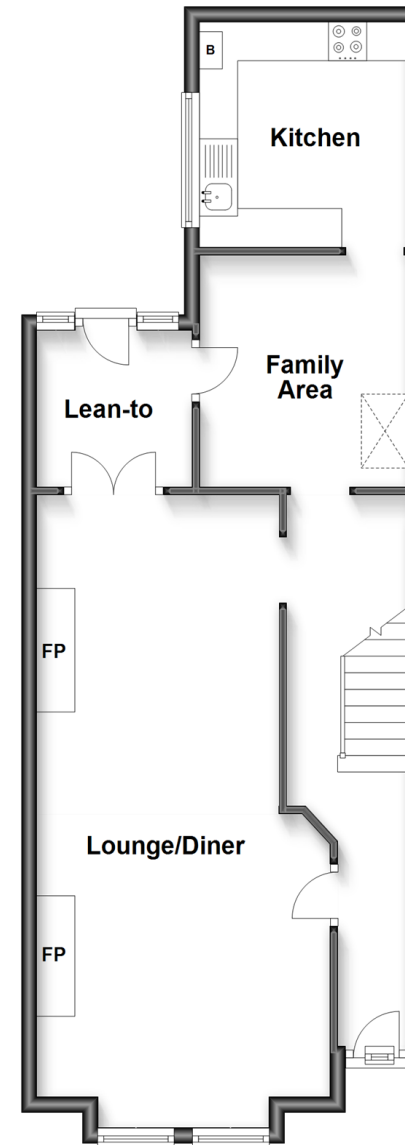 B
Kitchen
Family
Area
Lean-to
FP
Lounge/Diner
FP